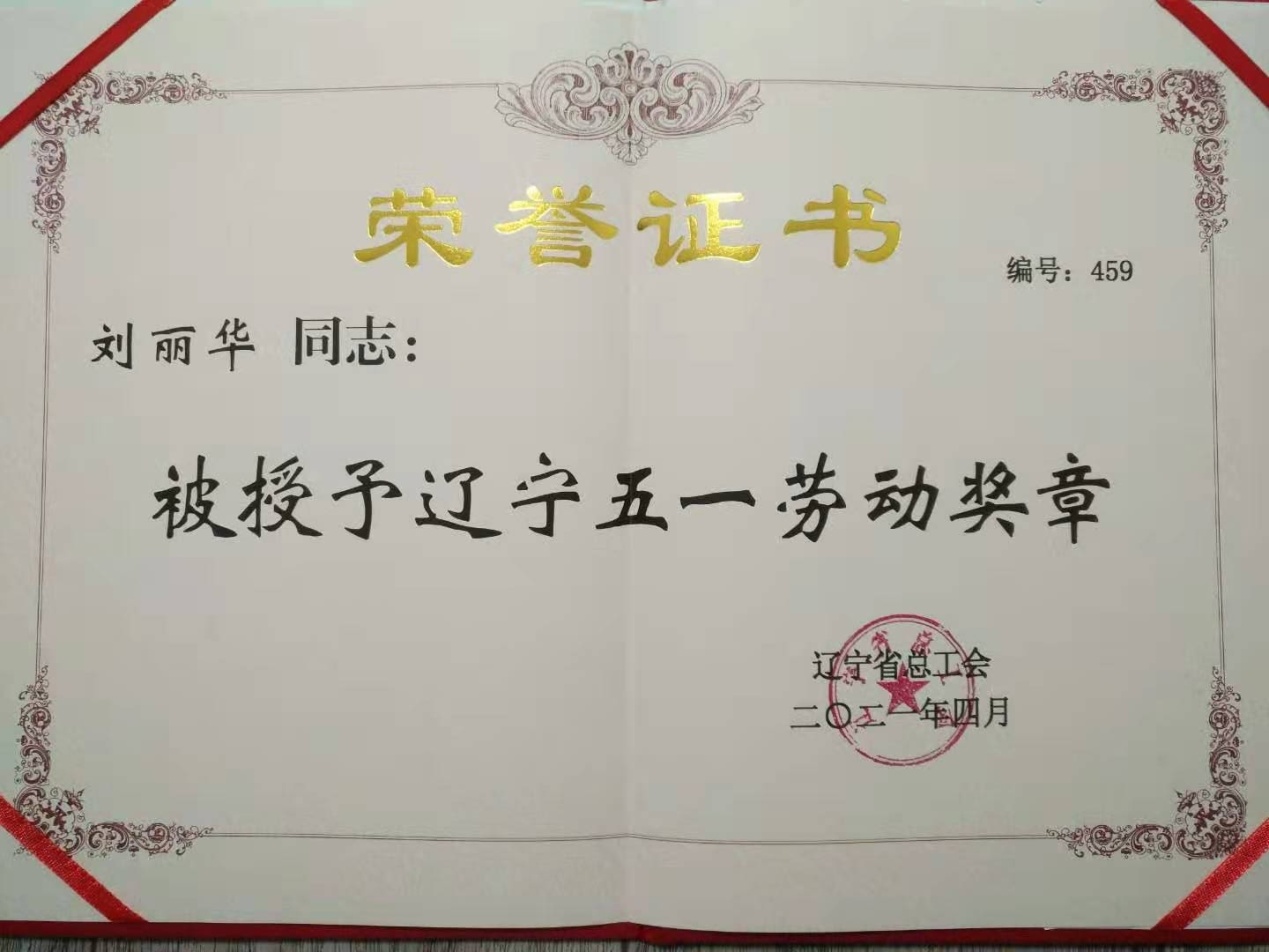 荣誉证书
编号：459
刘丽华 同志：
被授予辽宁五一劳动奖章
辽宁省总工会
二〇二一年四月